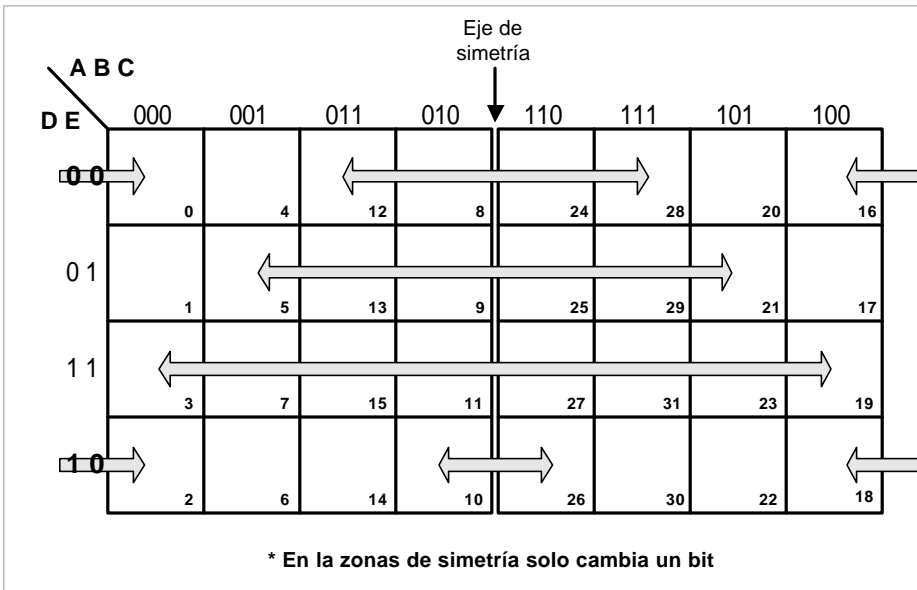 Eje de
simetría
A B C
D E
000 001 011 010 110 111 101 100
0 0
0 4 12 8 24 28 20 16
0 1
1 5 13 9 25 29 21 17
1 1
3 7 15 11 27 31 23 19
1 0
2 6 14 10 26 30 22 18
* En la zonas de simetría solo cambia un bit